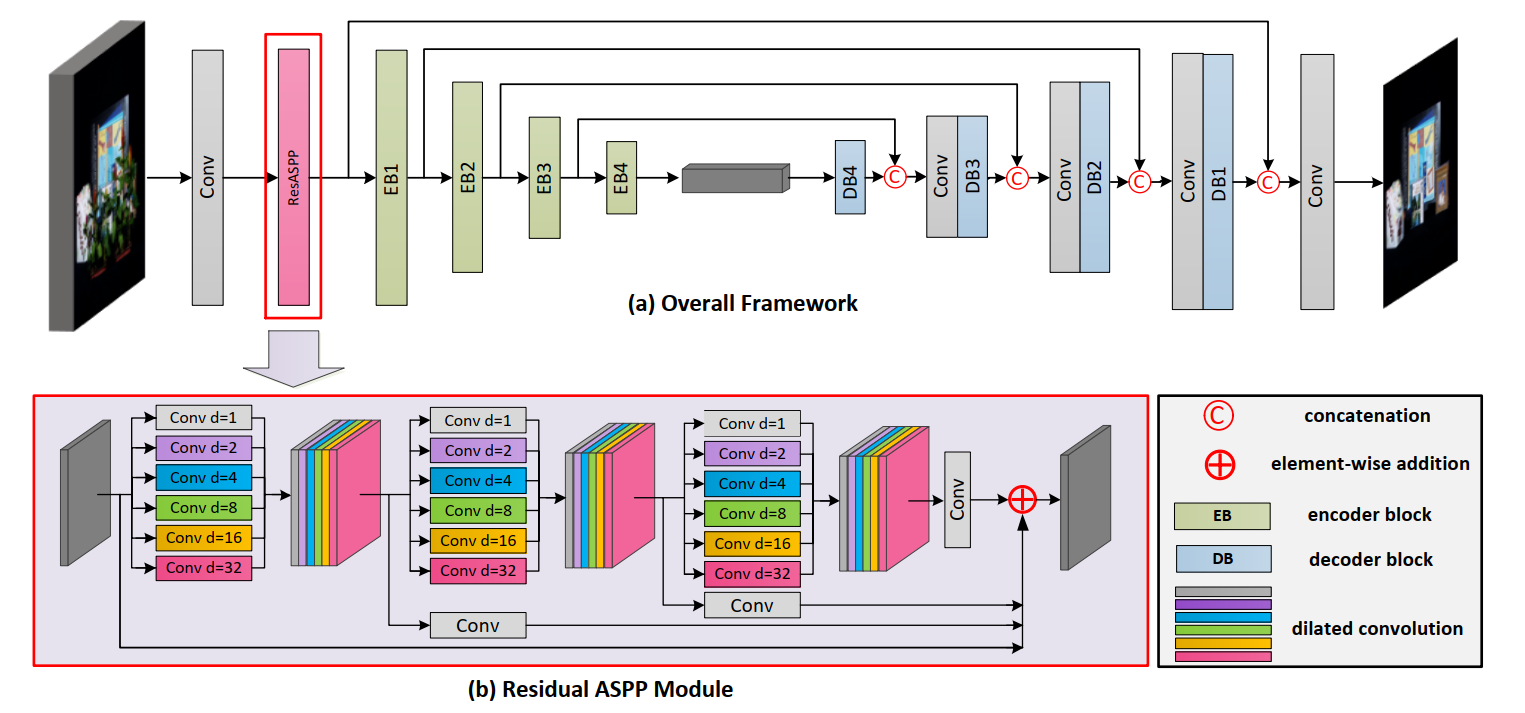 Conv
ResASPP
EB1
EB2
EB3
EB4
DB4
C
Conv
DB3
C
Conv
DB2
C
Conv
DB1
C
Conv
(a) Overall Framework
Conv d=1
Conv d=2
Conv d=4
Conv d=8
Conv d=16
Conv d=32
Conv d=1
Conv d=2
Conv d=4
Conv d=8
Conv d=16
Conv d=32
Conv
Conv d=1
Conv d=2
Conv d=4
Conv d=8
Conv d=16
Conv d=32
Conv
Conv
C concatenation
element-wise addition
EB encoder block
DB decoder block
dilated convolution
(b) Residual ASPP Module